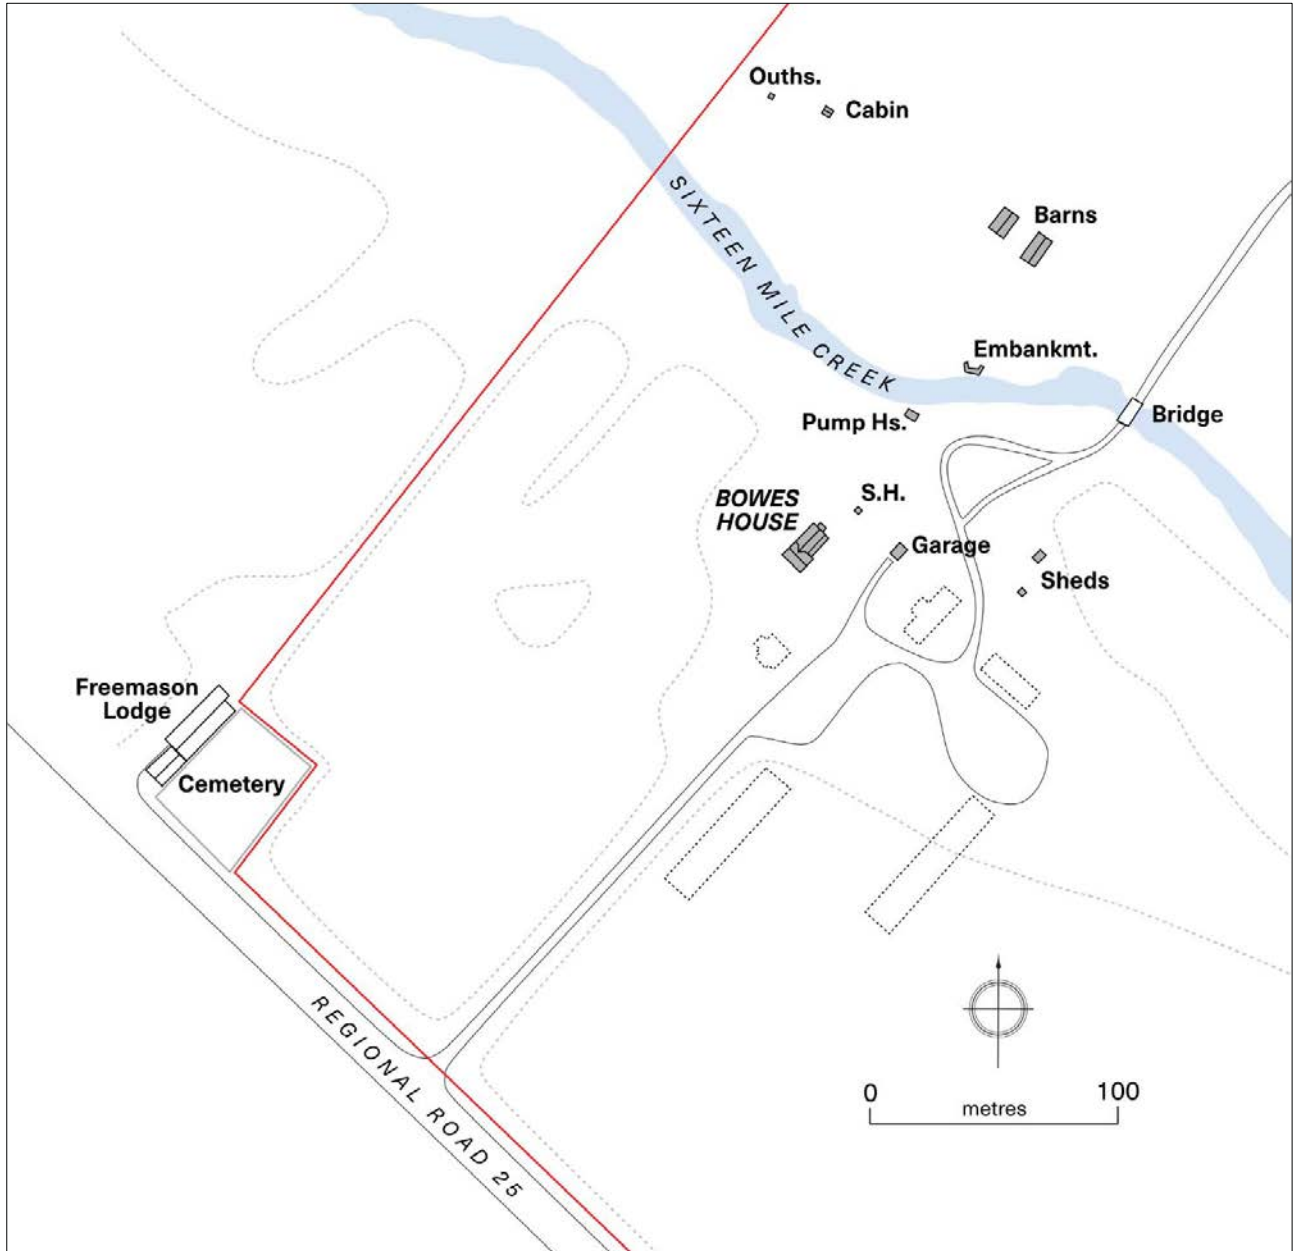 Ouths.
Cabin
SIXTEEN MILE CREEK
Barns
Embankmt.
Pump Hs.
Bridge
BOWES
HOUSE
S.H.
Garage
Sheds
Freemason
Lodge
Cemetery
REGIONAL ROAD 25
0
100
metres